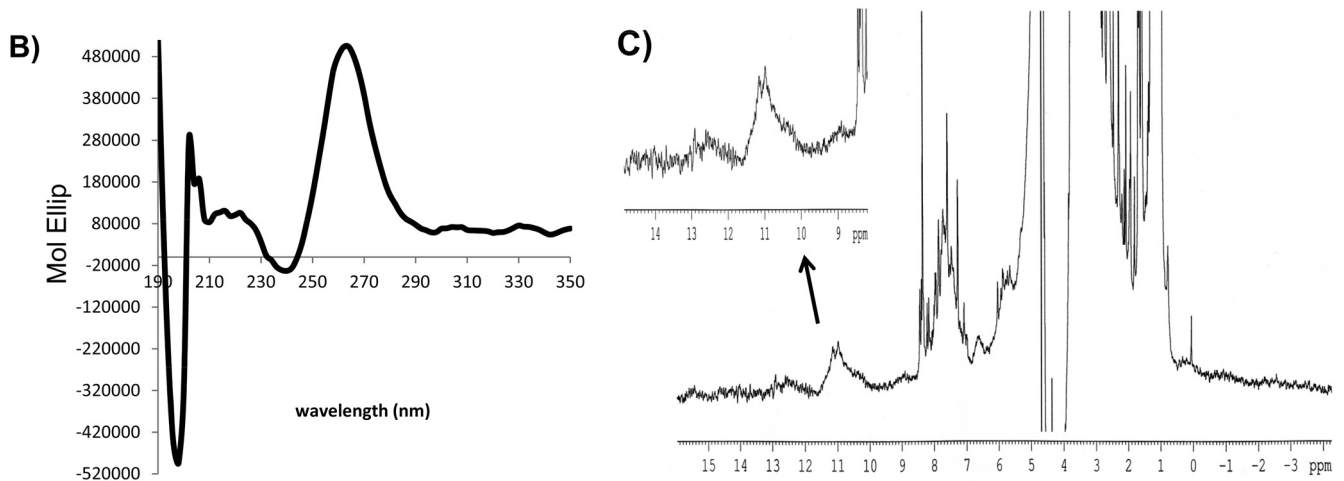 B)
480000
380000
280000
180000
80000
-20000
-120000
-220000
-320000
-420000
-520000
Mol Ellip
190 210 230 250 270 290 310 330 350
wavelength (nm)
C)
14 13 12 11 10 9 ppm
15 14 13 12 11 10 9 8 7 6 5 4 3 2 1 0 -1 -2 -3 ppm